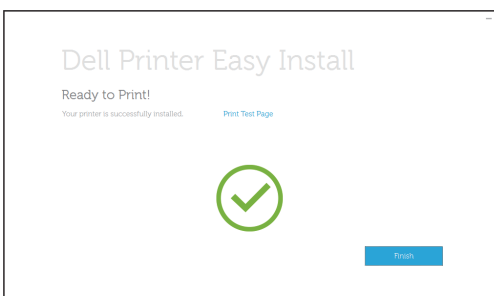 Dell Printer Easy Install
Ready to Print!
Your printer is successfully installed. Print Test Page
Finish